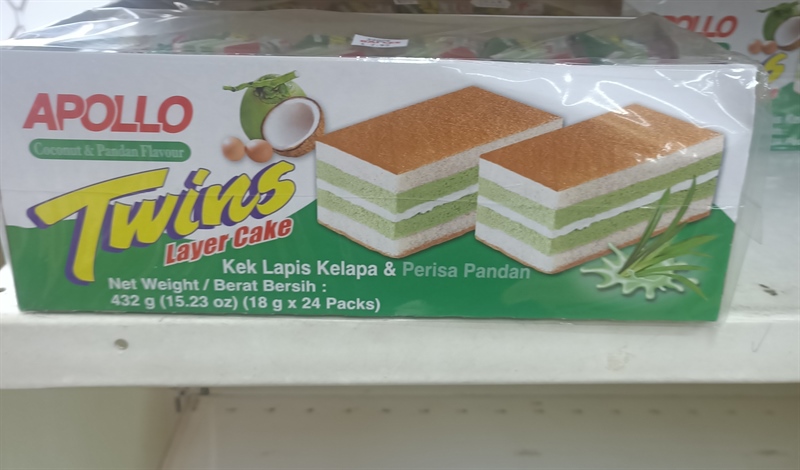 APOLLO
Coconut & Pandan Flavour
Twins
Layer Cake
Kek Lapis Kelapa & Perisa Pandan
Net Weight / Berat Bersih :
432 g (15.23 oz) (18 g x 24 Packs)
POLLO